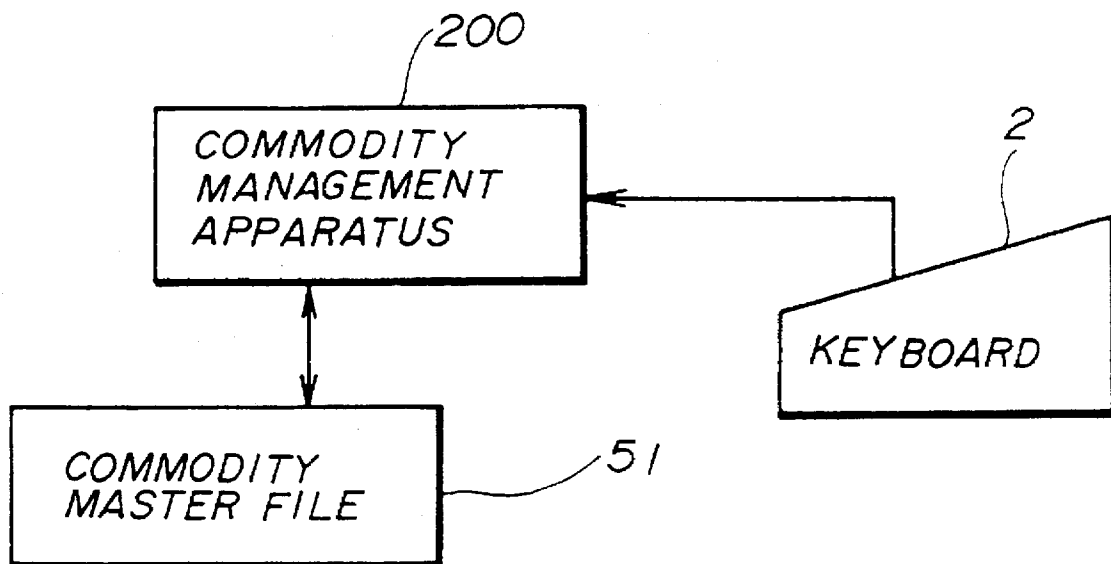 200
COMMODITY
MANAGEMENT
APPARATUS
2
KEYBOARD
COMMODITY
MASTER FILE
51